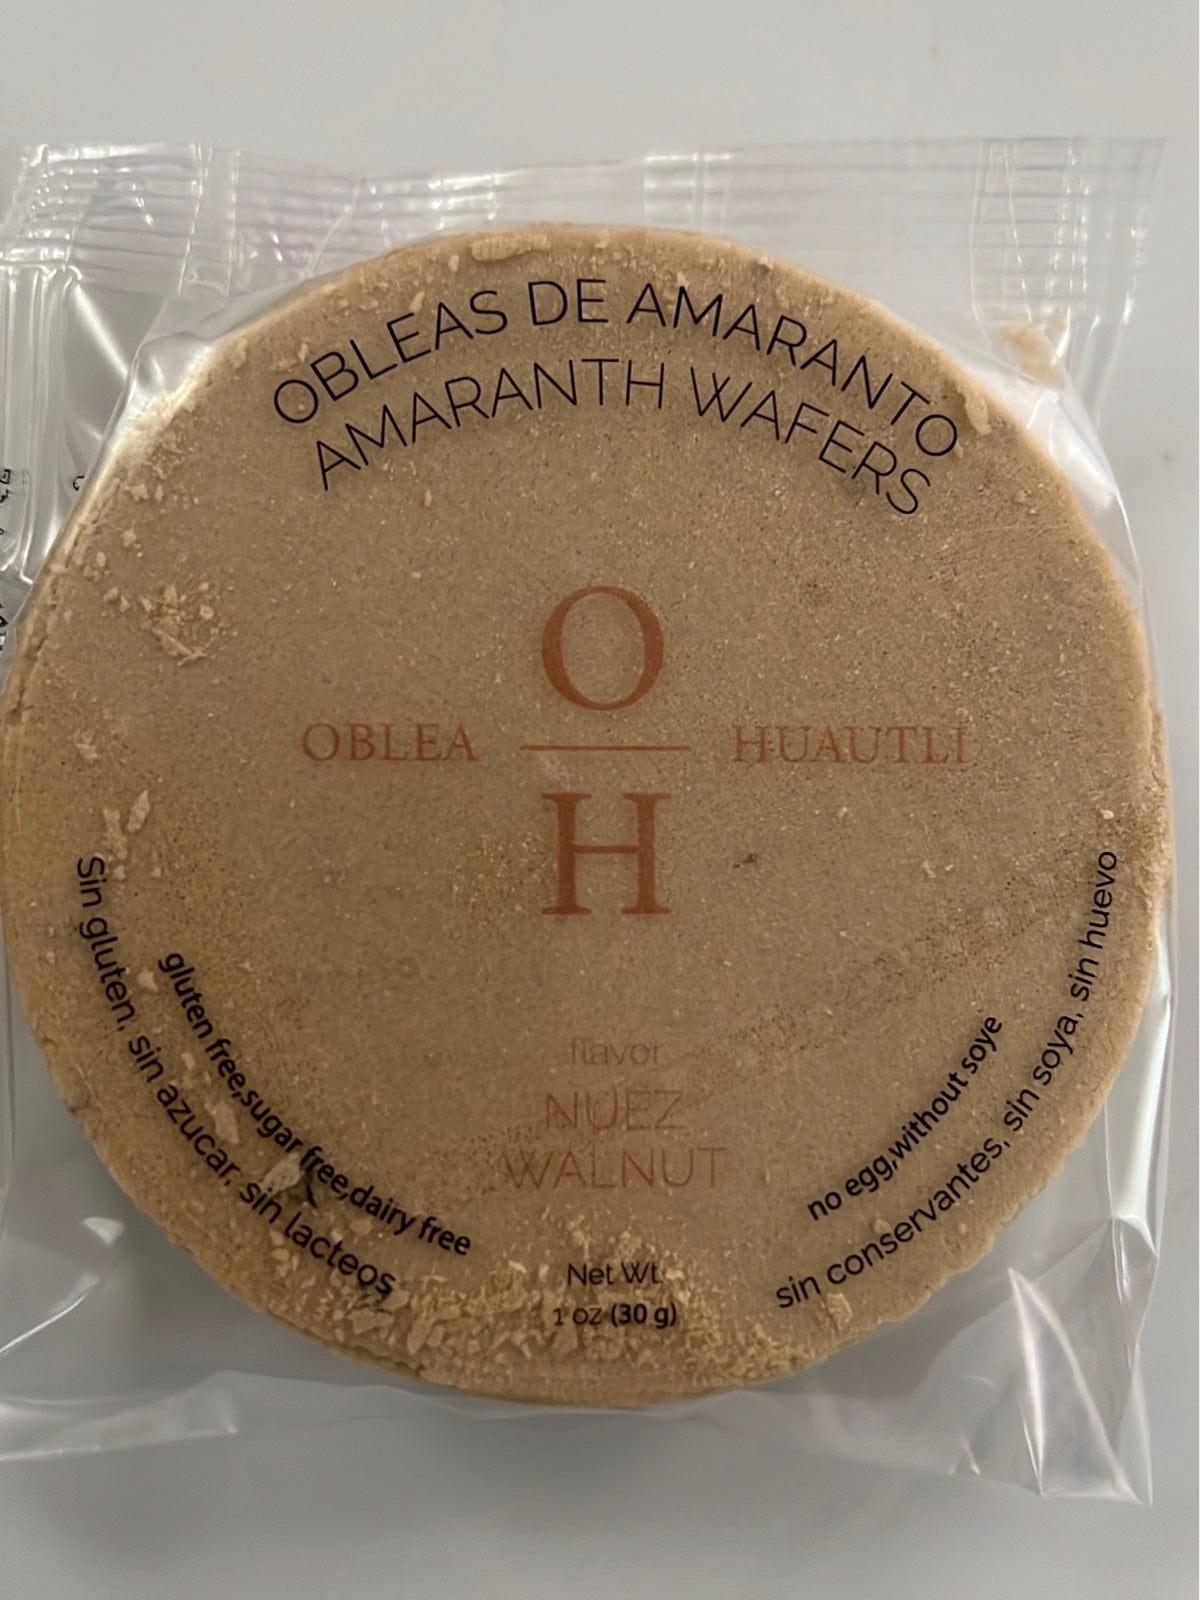 OBLEAS DE AMARANTO
AMARANTH WAFERS
O
OBLEA HUAUTLI
H
flavor
NUEZ
WALNUT
gluten free,sugar free,dairy free
Sin gluten, sin azucar, sin lacteos
no egg,without soye
sin conservantes, sin soya, sin huevo
Net Wt.
1 oz (30 g)